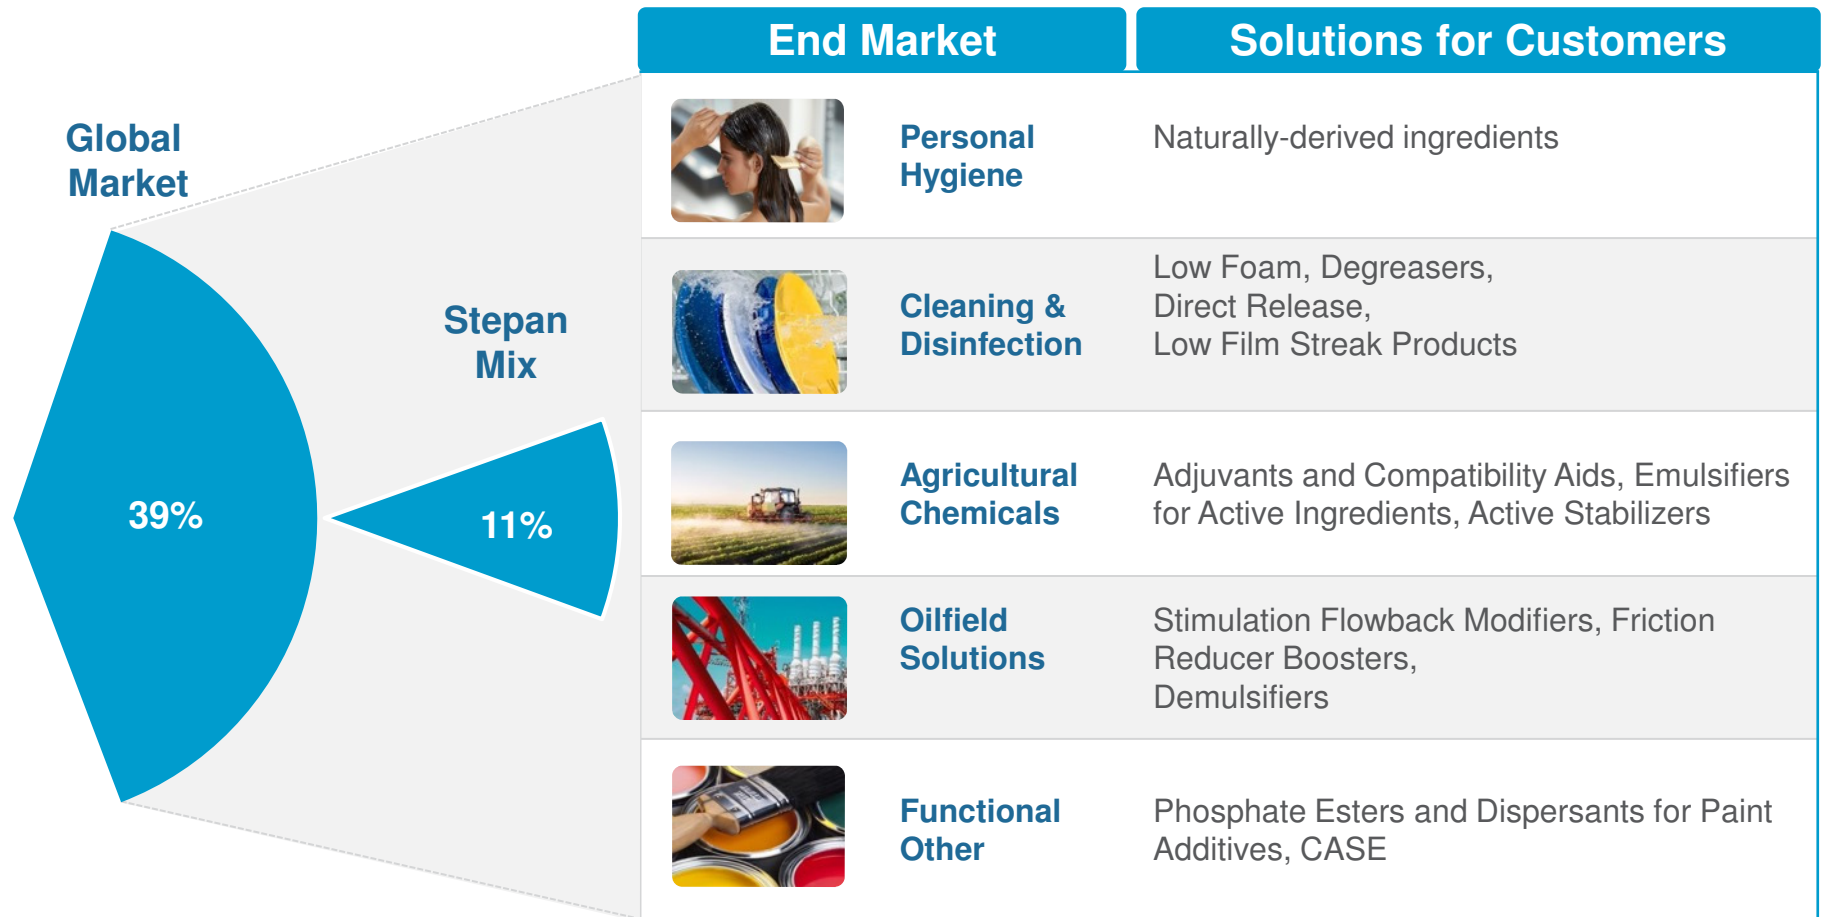 End Market
Solutions for Customers
Global
Market
39%
Stepan
Mix
11%
Personal
Hygiene
Naturally-derived ingredients
Cleaning &
Disinfection
Low Foam, Degreasers,
Direct Release,
Low Film Streak Products
Agricultural
Chemicals
Adjuvants and Compatibility Aids, Emulsifiers
for Active Ingredients, Active Stabilizers
Oilfield
Solutions
Stimulation Flowback Modifiers, Friction
Reducer Boosters,
Demulsifiers
Functional
Other
Phosphate Esters and Dispersants for Paint
Additives, CASE